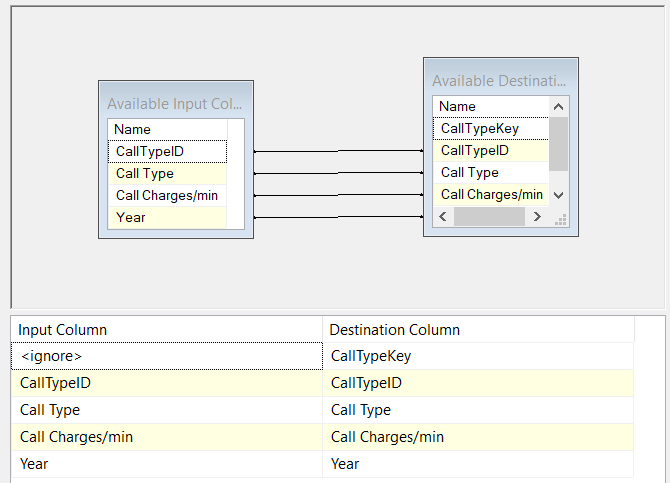 Available Input Col...
Name
CallTypeID
Call Type
Call Charges/min
Year
Available Destinati...
Name
CallTypeKey
CallTypeID
Call Type
Call Charges/min
Input Column Destination Column
<ignore> CallTypeKey
CallTypeID CallTypeID
Call Type Call Type
Call Charges/min Call Charges/min
Year Year